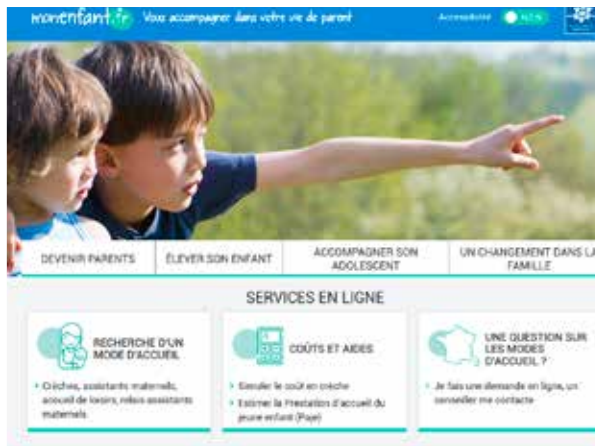 monenfant.fr Vous accompagner dans votre vie de parent Accessibilité
DEVENIR PARENTS
ÉLEVER SON ENFANT
ACCOMPAGNER SON
ADOLESCENT
UN CHANGEMENT DANS LA
FAMILLE
SERVICES EN LIGNE
RECHERCHE D'UN
MODE D'ACCUEIL
Crèches, assistants maternels,
accueil de loisirs, relais assistants
maternels
COÛTS ET AIDES
Simuler le coût en crèche
Estimer la Prestation d'accueil du
jeune enfant (Paje)
UNE QUESTION SUR
LES MODES
D'ACCUEIL ?
Je fais une demande en ligne, un
conseiller me contacte